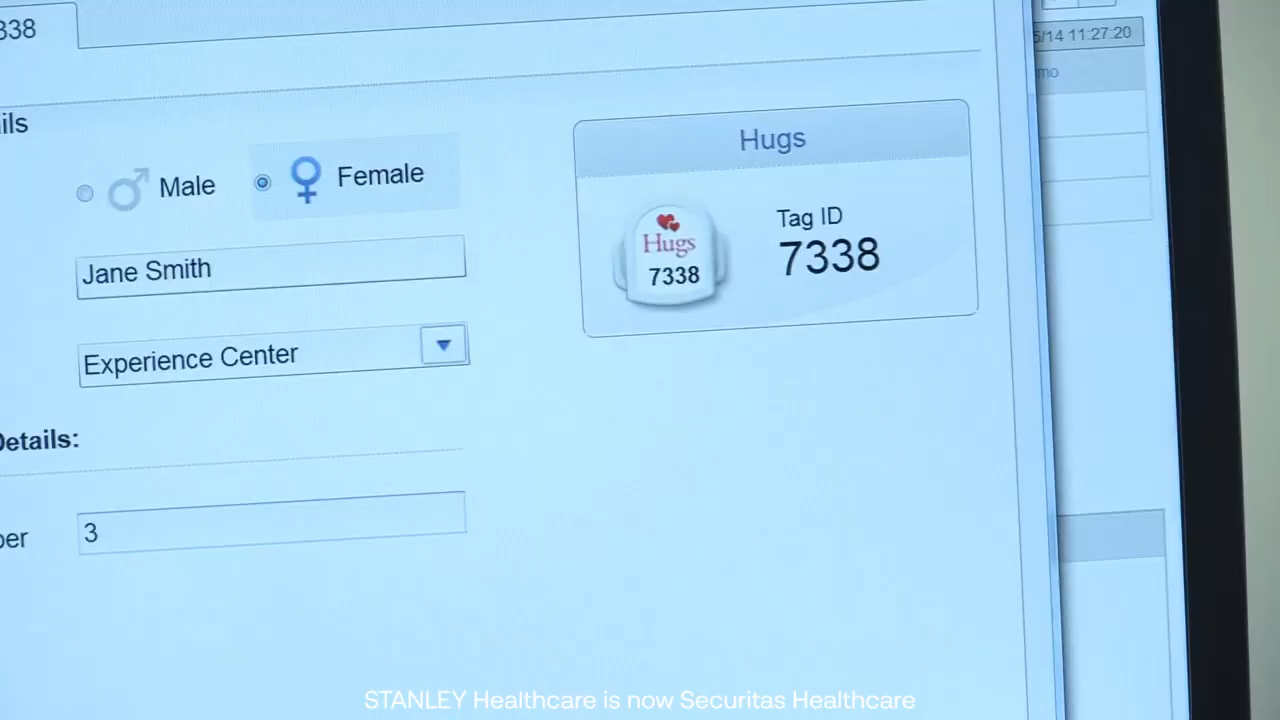 338
5/14 11:27:20
mo
ils
Male
Female
Hugs
Jane Smith
Hugs
7338
Tag ID
7338
Experience Center
Details:
ber
3
STANLEY Healthcare is now Securitas Healthcare